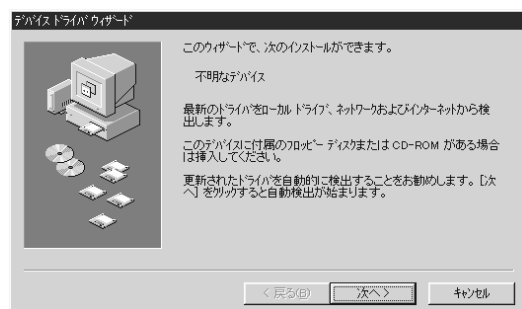 ﾃﾞﾊﾞｲｽ ﾄﾞﾗｲﾊﾞ ｳｨｻﾞｰﾄﾞ
このｳｨｻﾞｰﾄﾞで、次のｲﾝｽﾄｰﾙができます。
不明なﾃﾞﾊﾞｲｽ
最新のﾄﾞﾗｲﾊﾞをﾛｰｶﾙ ﾄﾞﾗｲﾌﾞ、ﾈｯﾄﾜｰｸおよびｲﾝﾀｰﾈｯﾄから検
出します。
このﾃﾞﾊﾞｲｽに付属のﾌﾛｯﾋﾟｰ ﾃﾞｨｽｸまたは CD-ROM がある場合
は挿入してください。
更新されたﾄﾞﾗｲﾊﾞを自動的に検出することをお勧めします。[次
へ] をｸﾘｯｸすると自動検出が始まります。
< 戻る(B) 次へ > ｷｬﾝｾﾙ